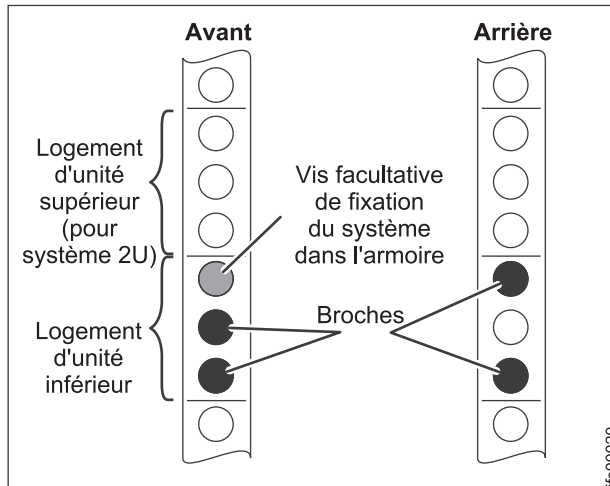 Avant
Arrière
Logement
d'unité
supérieur
(pour
système 2U)
Vis facultative
de fixation
du système
dans l'armoire
Broches
Logement
d'unité
inférieur